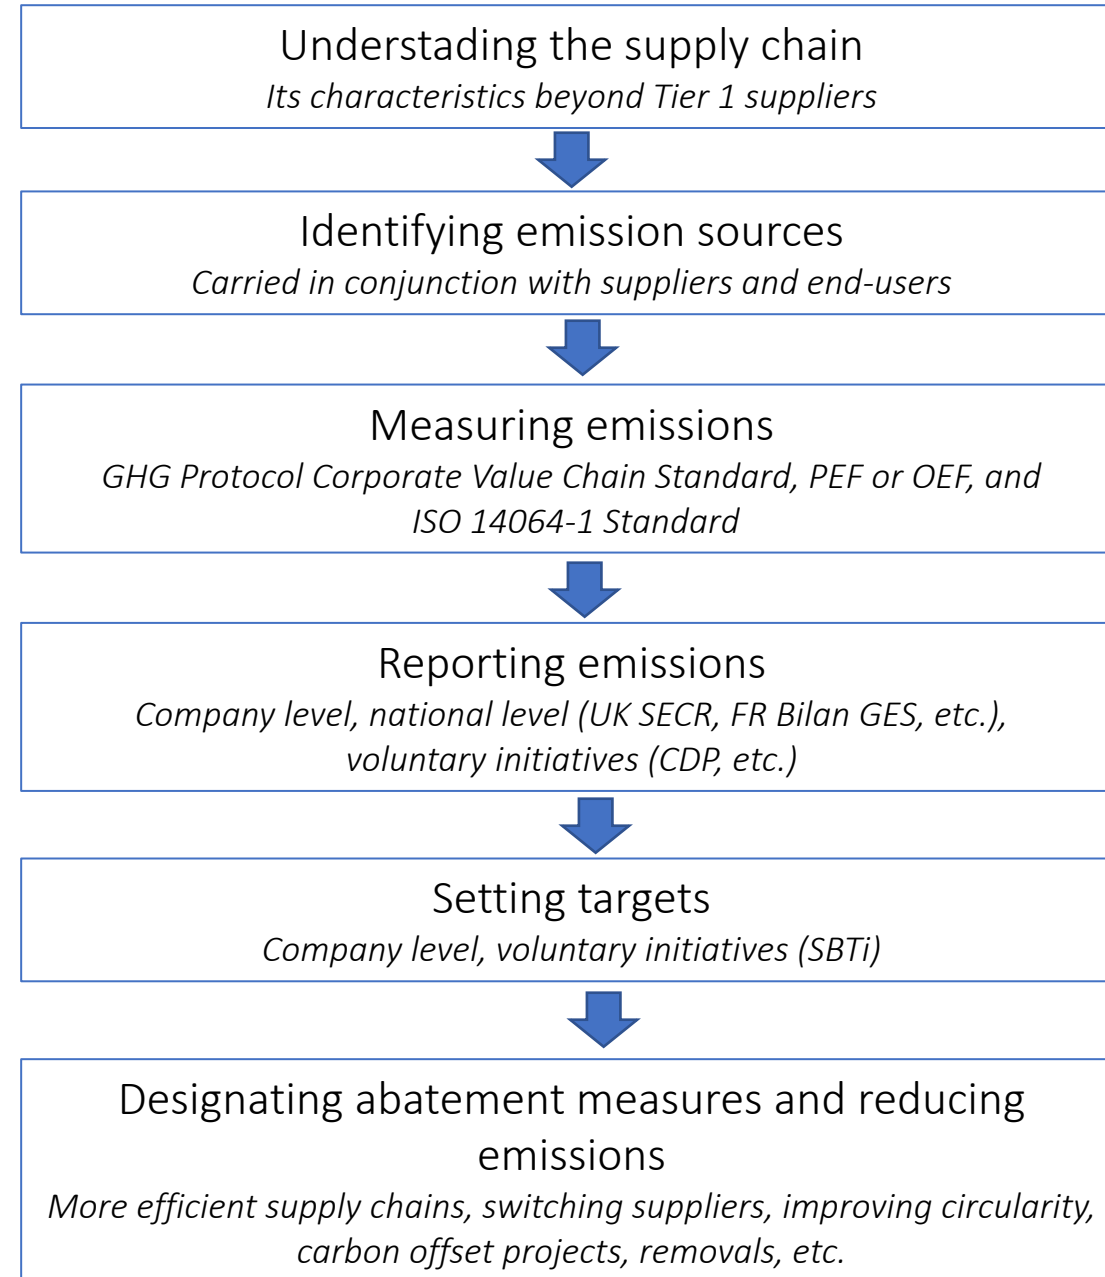 Understading the supply chain
Its characteristics beyond Tier 1 suppliers
Identifying emission sources
Carried in conjunction with suppliers and end-users
Measuring emissions
GHG Protocol Corporate Value Chain Standard, PEF or OEF, and
ISO 14064-1 Standard
Reporting emissions
Company level, national level (UK SECR, FR Bilan GES, etc.),
voluntary initiatives (CDP, etc.)
Setting targets
Company level, voluntary initiatives (SBTi)
Designating abatement measures and reducing
emissions
More efficient supply chains, switching suppliers, improving circularity,
carbon offset projects, removals, etc.